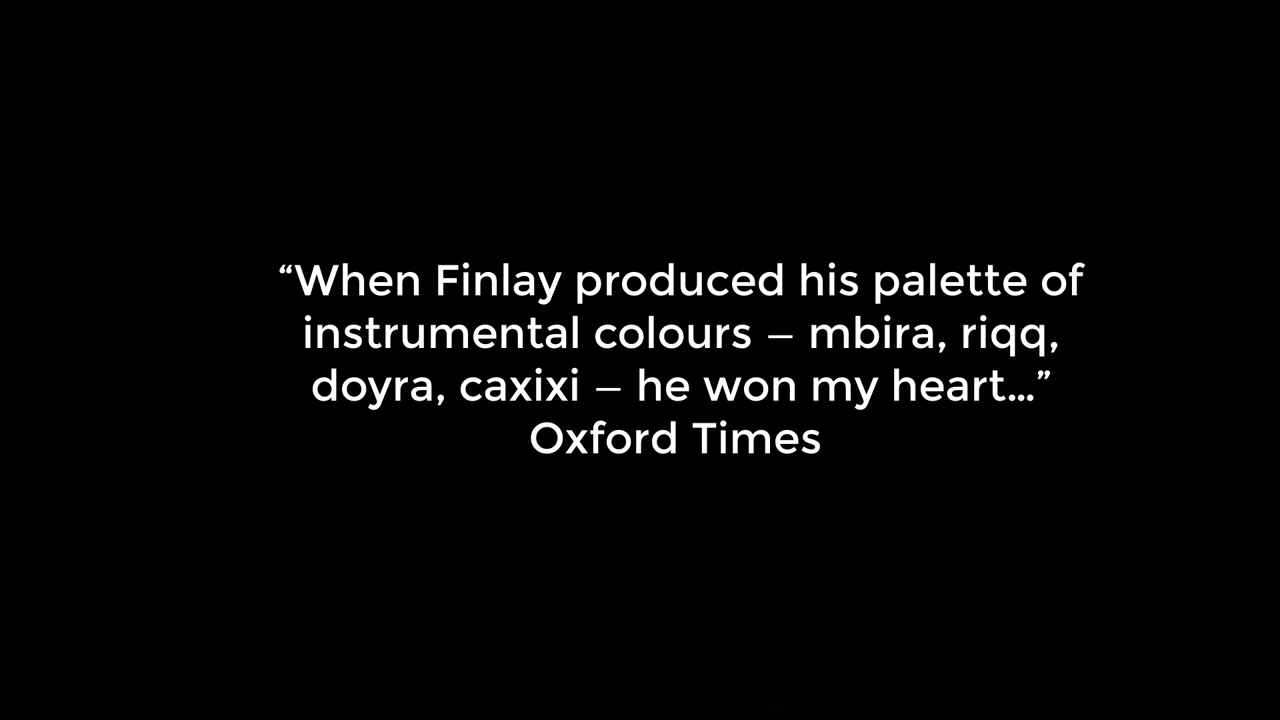 “When Finlay produced his palette of
instrumental colours – mbira, riqq,
doyra, caxixi – he won my heart...”
Oxford Times